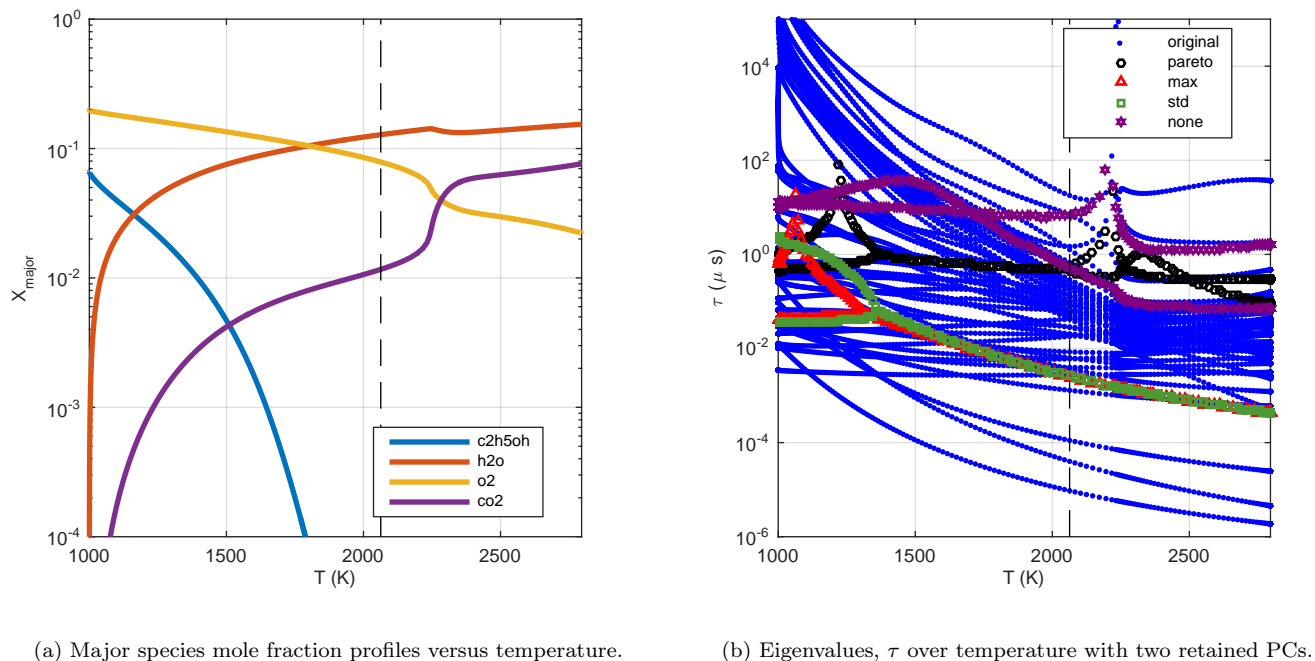 10^0
10^-1
10^-2
10^-3
10^-4
X_major
1000 1500 2000 2500
T (K)
c2h5oh
h2o
o2
co2
10^4
10^2
10^0
10^-2
10^-4
10^-6
τ (μ s)
1000 1500 2000 2500
T (K)
original
pareto
max
std
none
(a) Major species mole fraction profiles versus temperature.
(b) Eigenvalues, τ over temperature with two retained PCs.